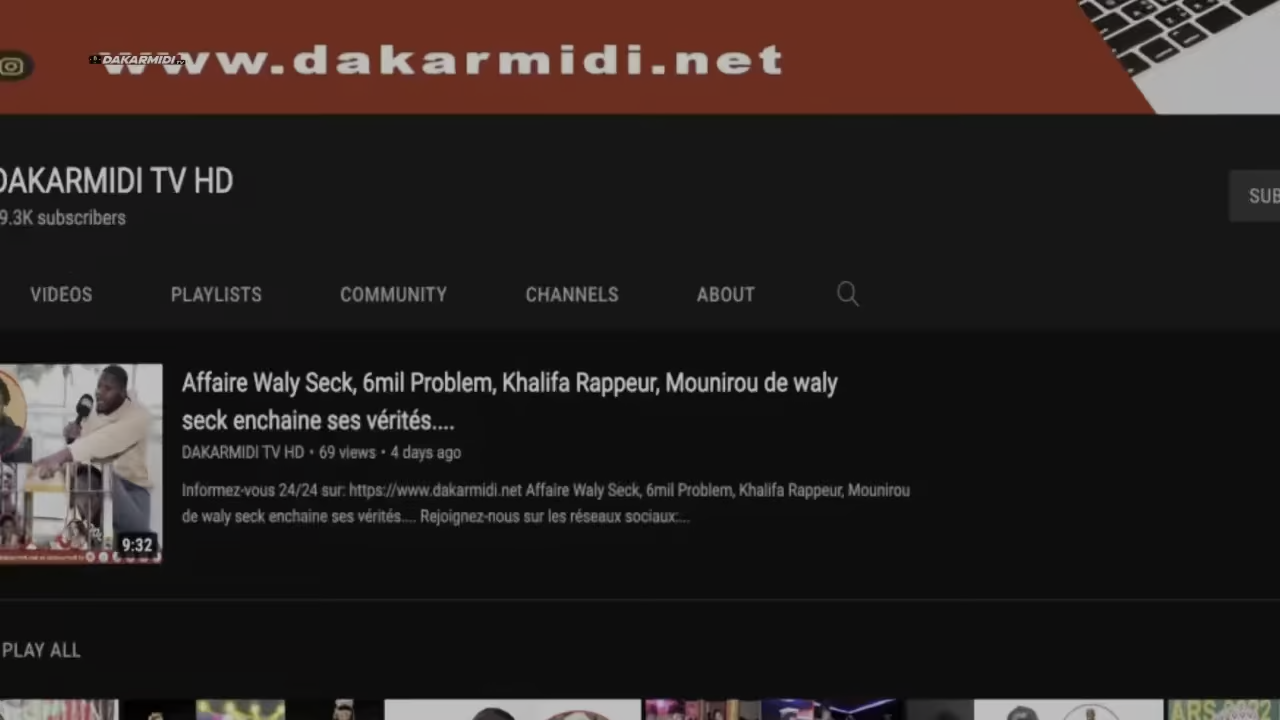 www.dakarmidi.net
DAKARMIDI
DAKARMIDI TV HD
9.3K subscribers
SUB
VIDEOS
PLAYLISTS
COMMUNITY
CHANNELS
ABOUT
Affaire Waly Seck, 6mil Problem, Khalifa Rappeur, Mounirou de waly
seck enchaine ses vérités....
DAKARMIDI TV HD • 69 views • 4 days ago
Informez-vous 24/24 sur: https://www.dakarmidi.net Affaire Waly Seck, 6mil Problem, Khalifa Rappeur, Mounirou
de waly seck enchaine ses vérités.... Rejoignez-nous sur les réseaux sociaux:...
9:32
PLAY ALL